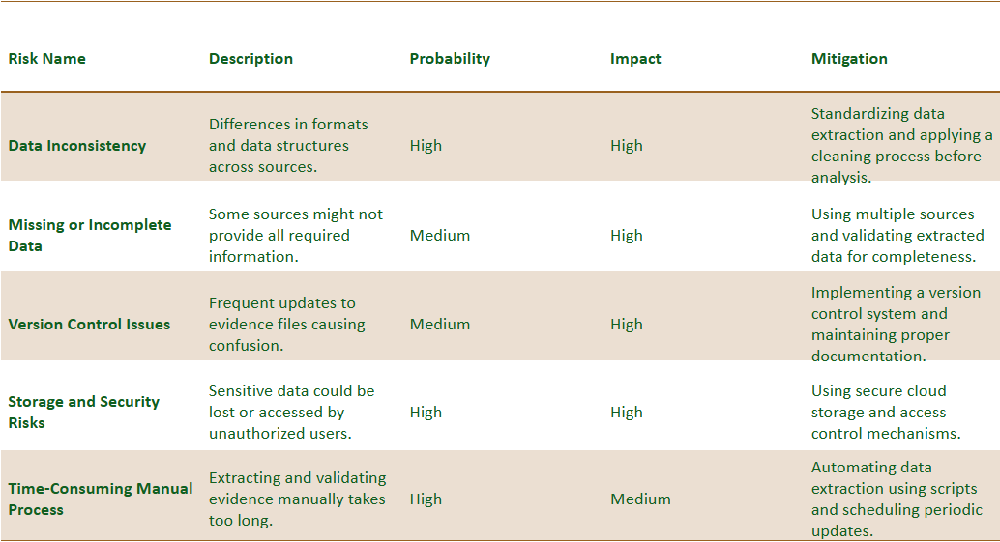 Risk Name
Description
Probability
Impact
Mitigation
Data Inconsistency
Differences in formats
and data structures
across sources.
High
High
Standardizing data
extraction and applying a
cleaning process before
analysis.
Missing or Incomplete
Data
Some sources might not
provide all required
information.
Medium
High
Using multiple sources
and validating extracted
data for completeness.
Version Control Issues
Frequent updates to
evidence files causing
confusion.
Medium
High
Implementing a version
control system and
maintaining proper
documentation.
Storage and Security
Risks
Sensitive data could be
lost or accessed by
unauthorized users.
High
High
Using secure cloud
storage and access
control mechanisms.
Time-Consuming Manual
Process
Extracting and validating
evidence manually takes
too long.
High
Medium
Automating data
extraction using scripts
and scheduling periodic
updates.